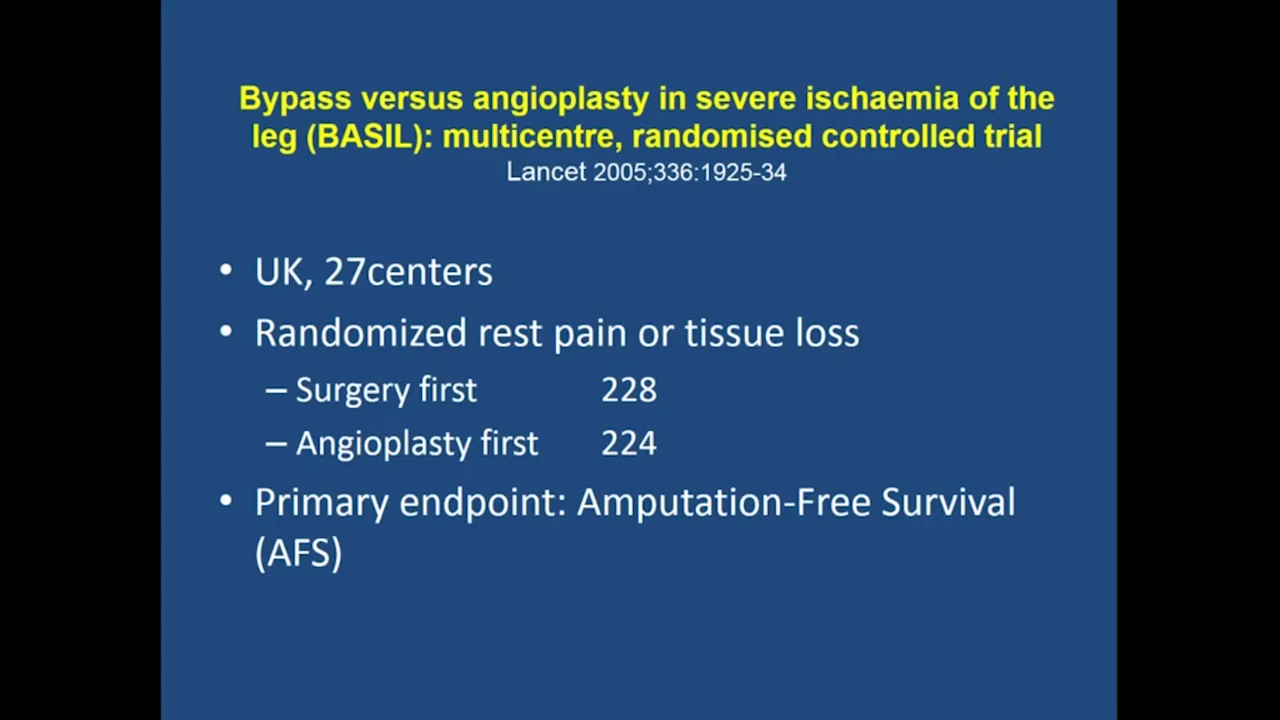 Bypass versus angioplasty in severe ischaemia of the
leg (BASIL): multicentre, randomised controlled trial
Lancet 2005;336:1925-34
• UK, 27centers
• Randomized rest pain or tissue loss
– Surgery first 228
– Angioplasty first 224
• Primary endpoint: Amputation-Free Survival
(AFS)